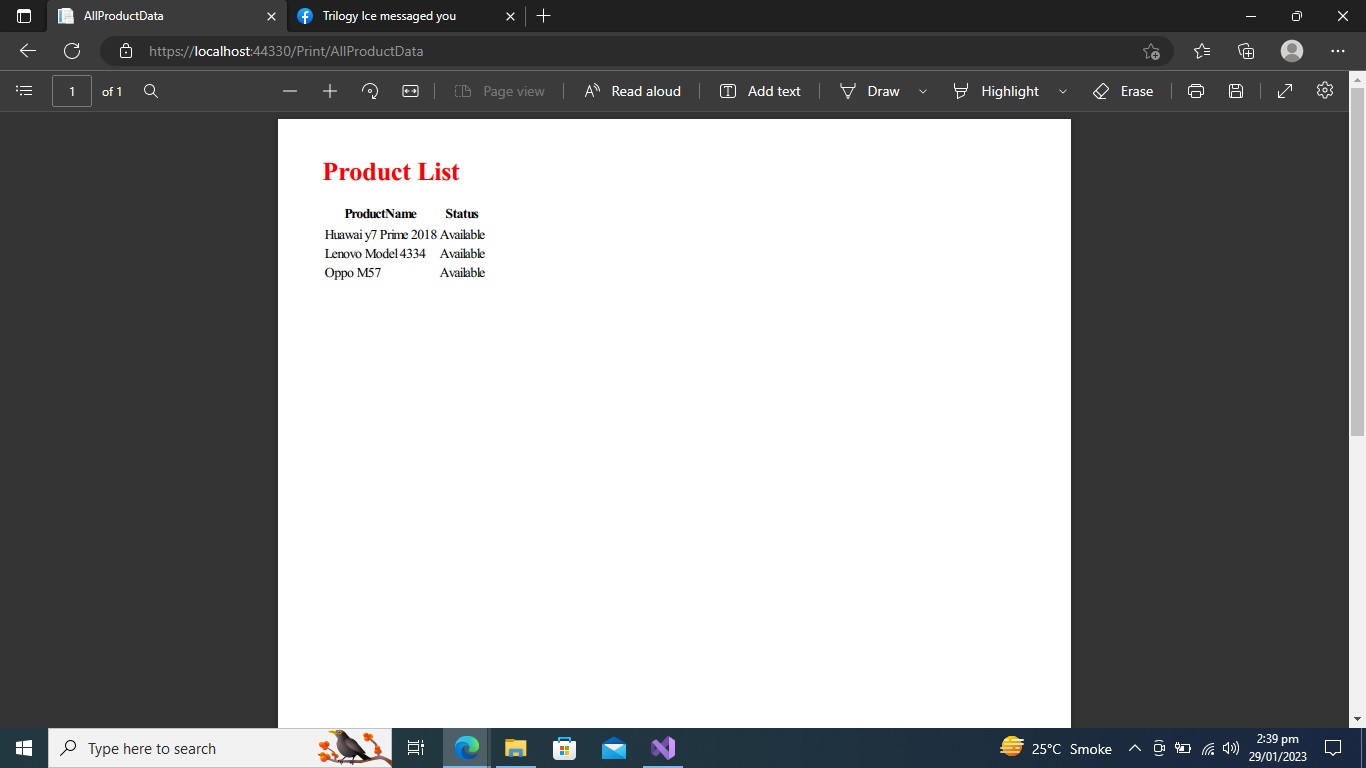 AllProductData
Trilogy Ice messaged you
https://localhost:44330/Print/AllProductData
1 of 1
Page view
Read aloud
Add text
Draw
Highlight
Erase
Product List
ProductName Status
Huawai y7 Prime 2018 Available
Lenovo Model 4334 Available
Oppo M57 Available
Type here to search
25°C Smoke
2:39 pm
29/01/2023